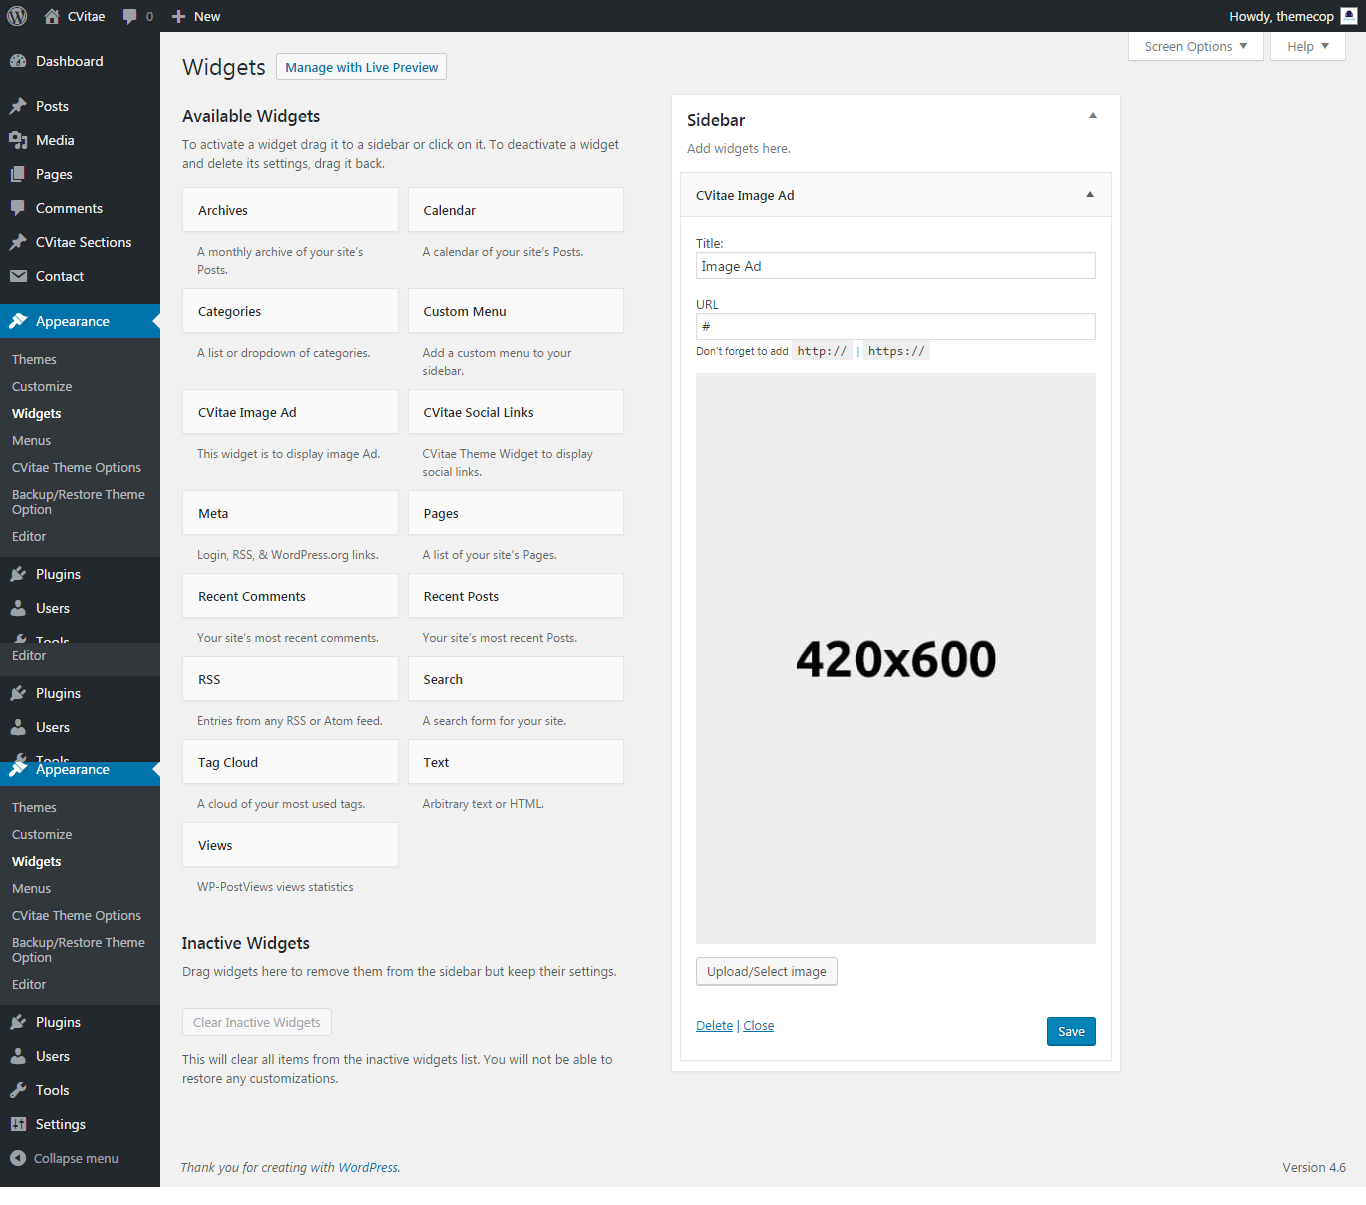 CVitae 0 New
Howdy, themecop
Dashboard
Posts
Media
Pages
Comments
CVitae Sections
Contact
Appearance
Themes
Customize
Widgets
Menus
CVitae Theme Options
Backup/Restore Theme
Option
Editor
Plugins
Users
Tools
Editor
Plugins
Users
Tools
Appearance
Themes
Customize
Widgets
Menus
CVitae Theme Options
Backup/Restore Theme
Option
Editor
Plugins
Users
Tools
Settings
Collapse menu
Screen Options
Help
Widgets
Manage with Live Preview
Available Widgets
To activate a widget drag it to a sidebar or click on it. To deactivate a widget
and delete its settings, drag it back.
Archives
A monthly archive of your site's
Posts.
Calendar
A calendar of your site's Posts.
Categories
A list or dropdown of categories.
Custom Menu
Add a custom menu to your
sidebar.
CVitae Image Ad
This widget is to display image Ad.
CVitae Social Links
CVitae Theme Widget to display
social links.
Meta
Login, RSS, & WordPress.org links.
Pages
A list of your site's Pages.
Recent Comments
Your site's most recent comments.
Recent Posts
Your site's most recent Posts.
RSS
Entries from any RSS or Atom feed.
Search
A search form for your site.
Tag Cloud
A cloud of your most used tags.
Text
Arbitrary text or HTML.
Views
WP-PostViews views statistics
Inactive Widgets
Drag widgets here to remove them from the sidebar but keep their settings.
Clear Inactive Widgets
This will clear all items from the inactive widgets list. You will not be able to
restore any customizations.
Sidebar
Add widgets here.
CVitae Image Ad
Title:
Image Ad
URL
#
Don't forget to add http:// | https://
420x600
Upload/Select image
Delete | Close
Save
Thank you for creating with WordPress.
Version 4.6